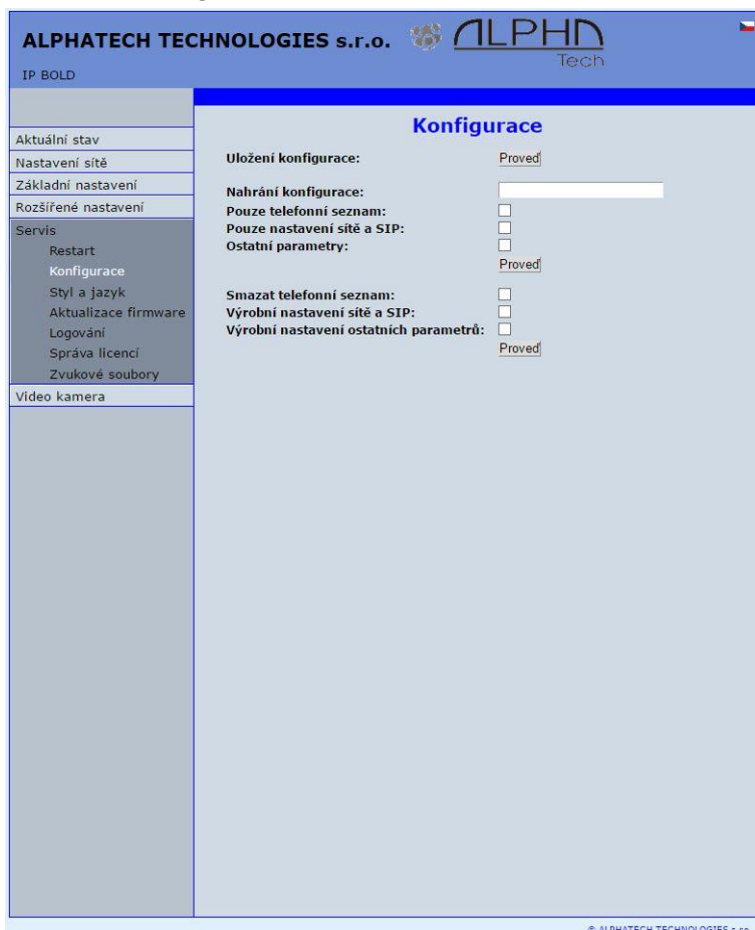 ALPHATECH TECHNOLOGIES s.r.o.
ALPHA
Tech
IP BOLD
Konfigurace
Aktuální stav
Nastavení sítě
Základní nastavení
Rozšířené nastavení
Servis
Restart
Konfigurace
Styl a jazyk
Aktualizace firmware
Logování
Správa licencí
Zvukové soubory
Video kamera
Uložení konfigurace: Proveď
Nahrání konfigurace:
Pouze telefonní seznam:
Pouze nastavení sítě a SIP:
Ostatní parametry:
Proveď
Smazat telefonní seznam:
Výrobní nastavení sítě a SIP:
Výrobní nastavení ostatních parametrů:
Proveď
© ALPHATECH TECHNOLOGIES s.r.o.